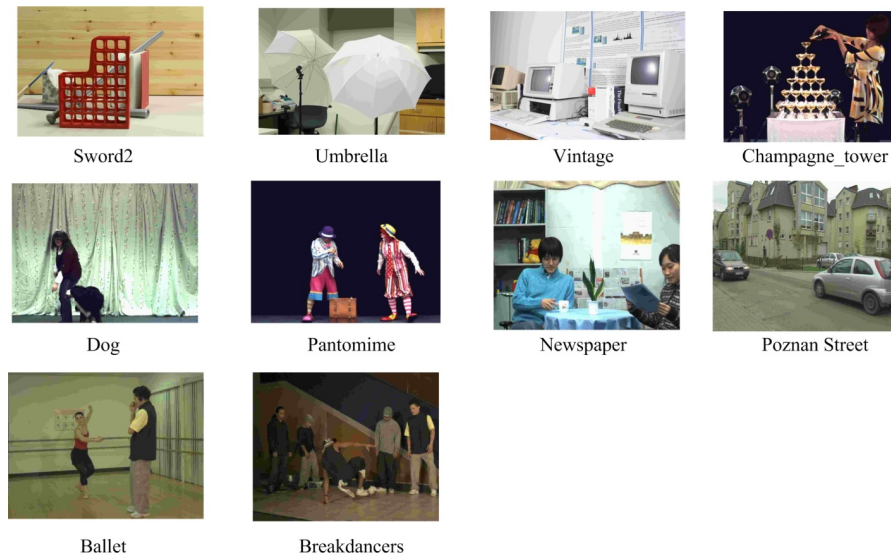 Sword2
Umbrella
Vintage
Champagne_tower
Dog
Pantomime
Newspaper
Poznan Street
Ballet
Breakdancers